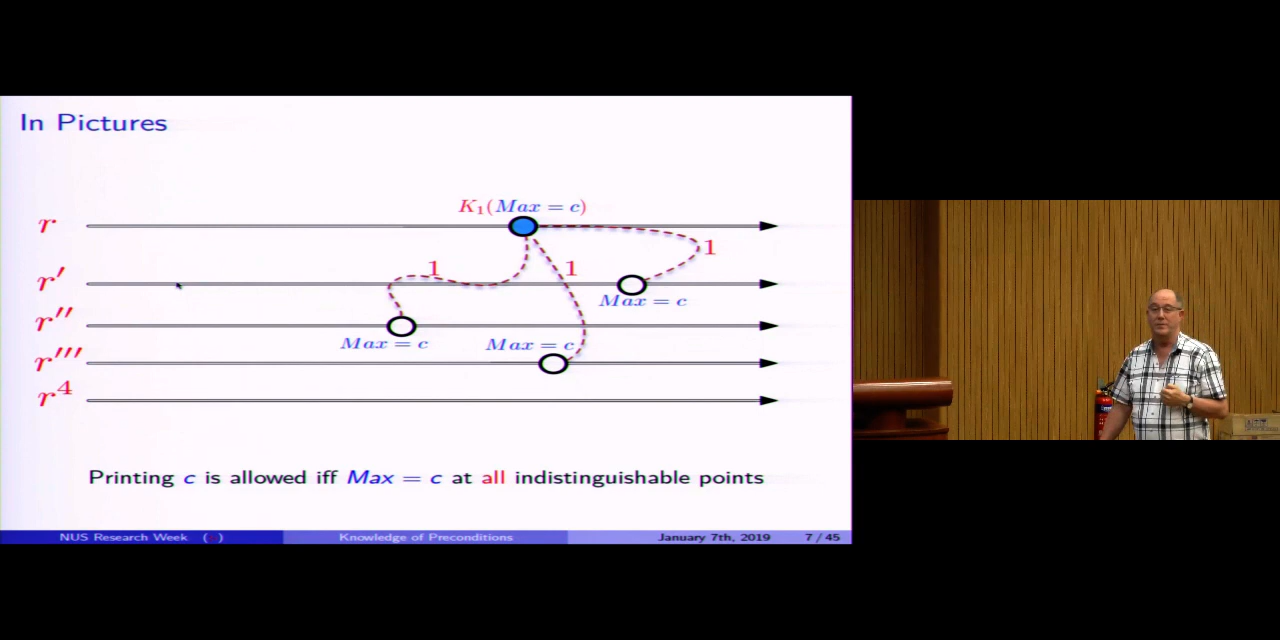 In Pictures
K₁(Max = c)
r
1
r′
1
1
Max = c
r′′
Max = c
Max = c
r′′′
r⁴
Printing c is allowed iff Max = c at all indistinguishable points
NUS Research Week Knowledge of Preconditions January 7th, 2019 7 / 45